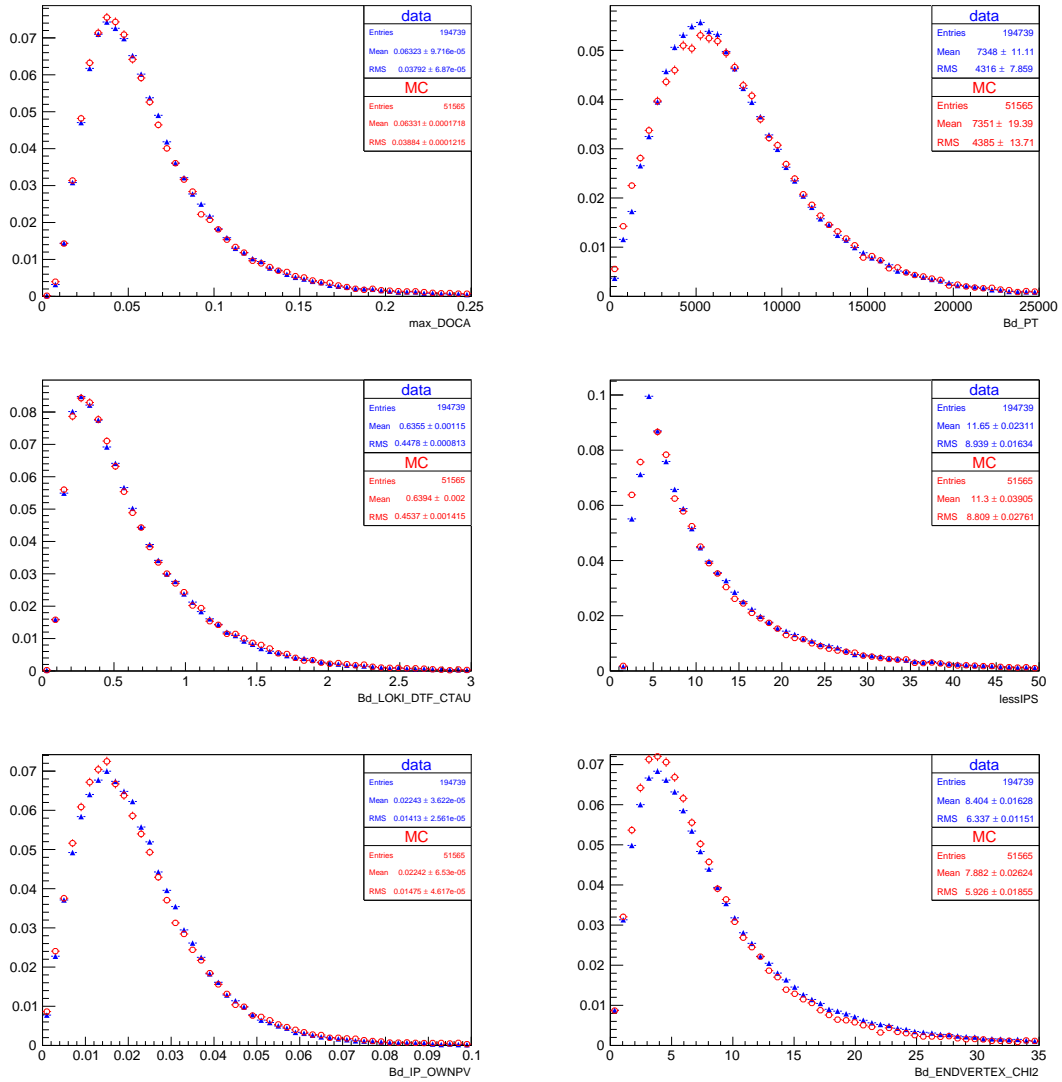 data
Entries 194739
Mean 0.06323 ± 9.716e-05
RMS 0.03792 ± 6.87e-05
MC
Entries 51565
Mean 0.06331 ± 0.0001718
RMS 0.03884 ± 0.0001215
0.07
0.06
0.05
0.04
0.03
0.02
0.01
0
0 0.05 0.1 0.15 0.2 0.25
max_DOCA
data
Entries 194739
Mean 7348 ± 11.11
RMS 4316 ± 7.859
MC
Entries 51565
Mean 7351 ± 19.39
RMS 4385 ± 13.71
0.05
0.04
0.03
0.02
0.01
0
0 5000 10000 15000 20000 25000
Bd_PT
data
Entries 194739
Mean 0.6355 ± 0.00115
RMS 0.4478 ± 0.000813
MC
Entries 51565
Mean 0.6394 ± 0.002
RMS 0.4537 ± 0.001415
0.08
0.07
0.06
0.05
0.04
0.03
0.02
0.01
0
0 0.5 1 1.5 2 2.5 3
Bd_LOKI_DTF_CTAU
data
Entries 194739
Mean 11.65 ± 0.02311
RMS 8.939 ± 0.01634
MC
Entries 51565
Mean 11.3 ± 0.03905
RMS 8.809 ± 0.02761
0.1
0.08
0.06
0.04
0.02
0
0 5 10 15 20 25 30 35 40 45 50
lessIPS
data
Entries 194739
Mean 0.02243 ± 3.622e-05
RMS 0.01413 ± 2.561e-05
MC
Entries 51565
Mean 0.02242 ± 6.53e-05
RMS 0.01475 ± 4.617e-05
0.07
0.06
0.05
0.04
0.03
0.02
0.01
0
0 0.01 0.02 0.03 0.04 0.05 0.06 0.07 0.08 0.09 0.1
Bd_IP_OWNPV
data
Entries 194739
Mean 8.404 ± 0.01628
RMS 6.337 ± 0.01151
MC
Entries 51565
Mean 7.882 ± 0.02624
RMS 5.926 ± 0.01855
0.07
0.06
0.05
0.04
0.03
0.02
0.01
0
0 5 10 15 20 25 30 35
Bd_ENDVERTEX_CHI2